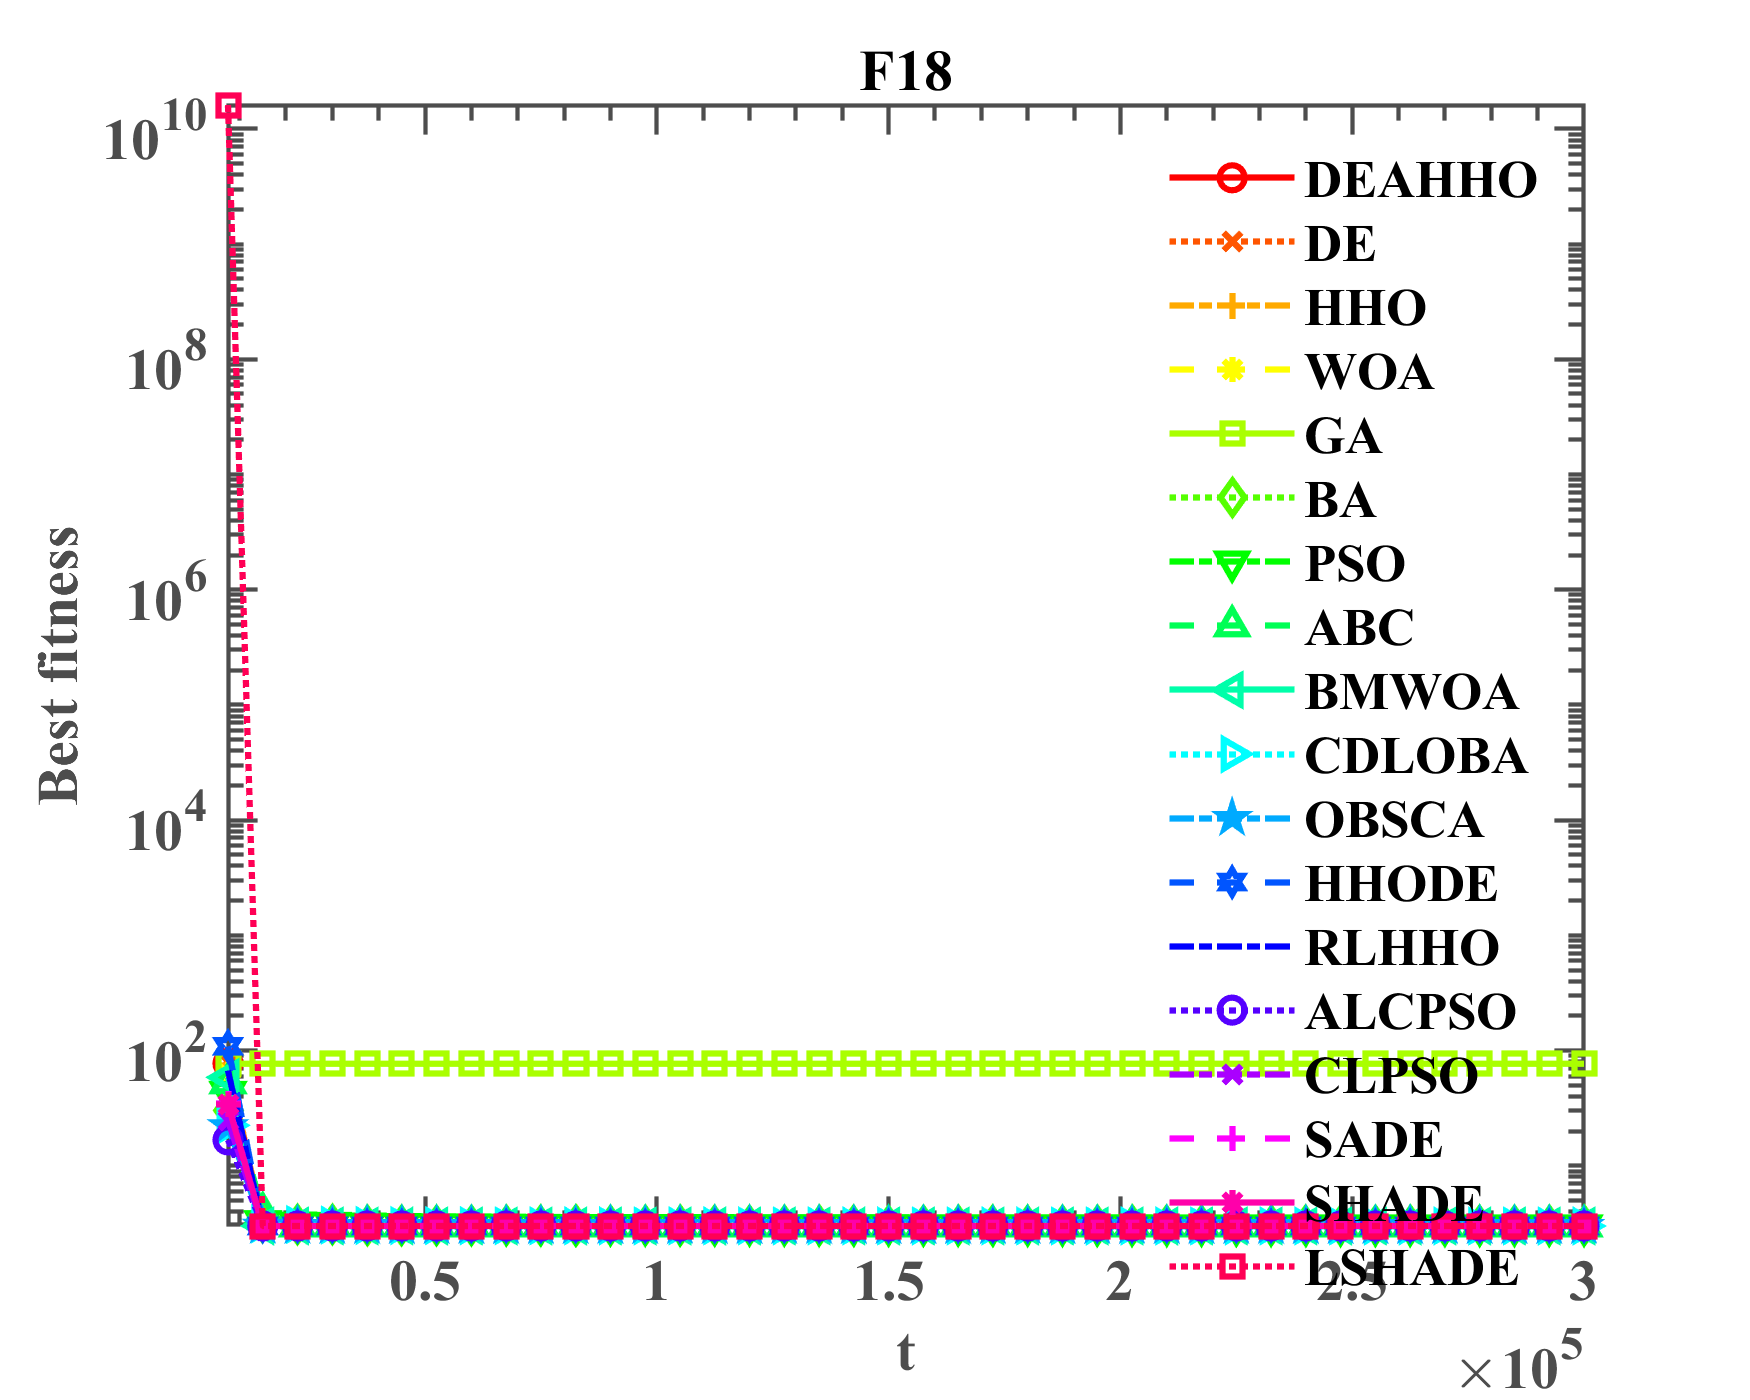 F18
10^10
10^8
10^6
10^4
10^2
Best fitness
DEAHHO
DE
HHO
WOA
GA
BA
PSO
ABC
BMWOA
CDLOBA
OBSCA
HHODE
RLHHO
ALCPSO
CLPSO
SADE
SHADE
LSHADE
0.5 1 1.5 2 2.5 3
t
×10^5